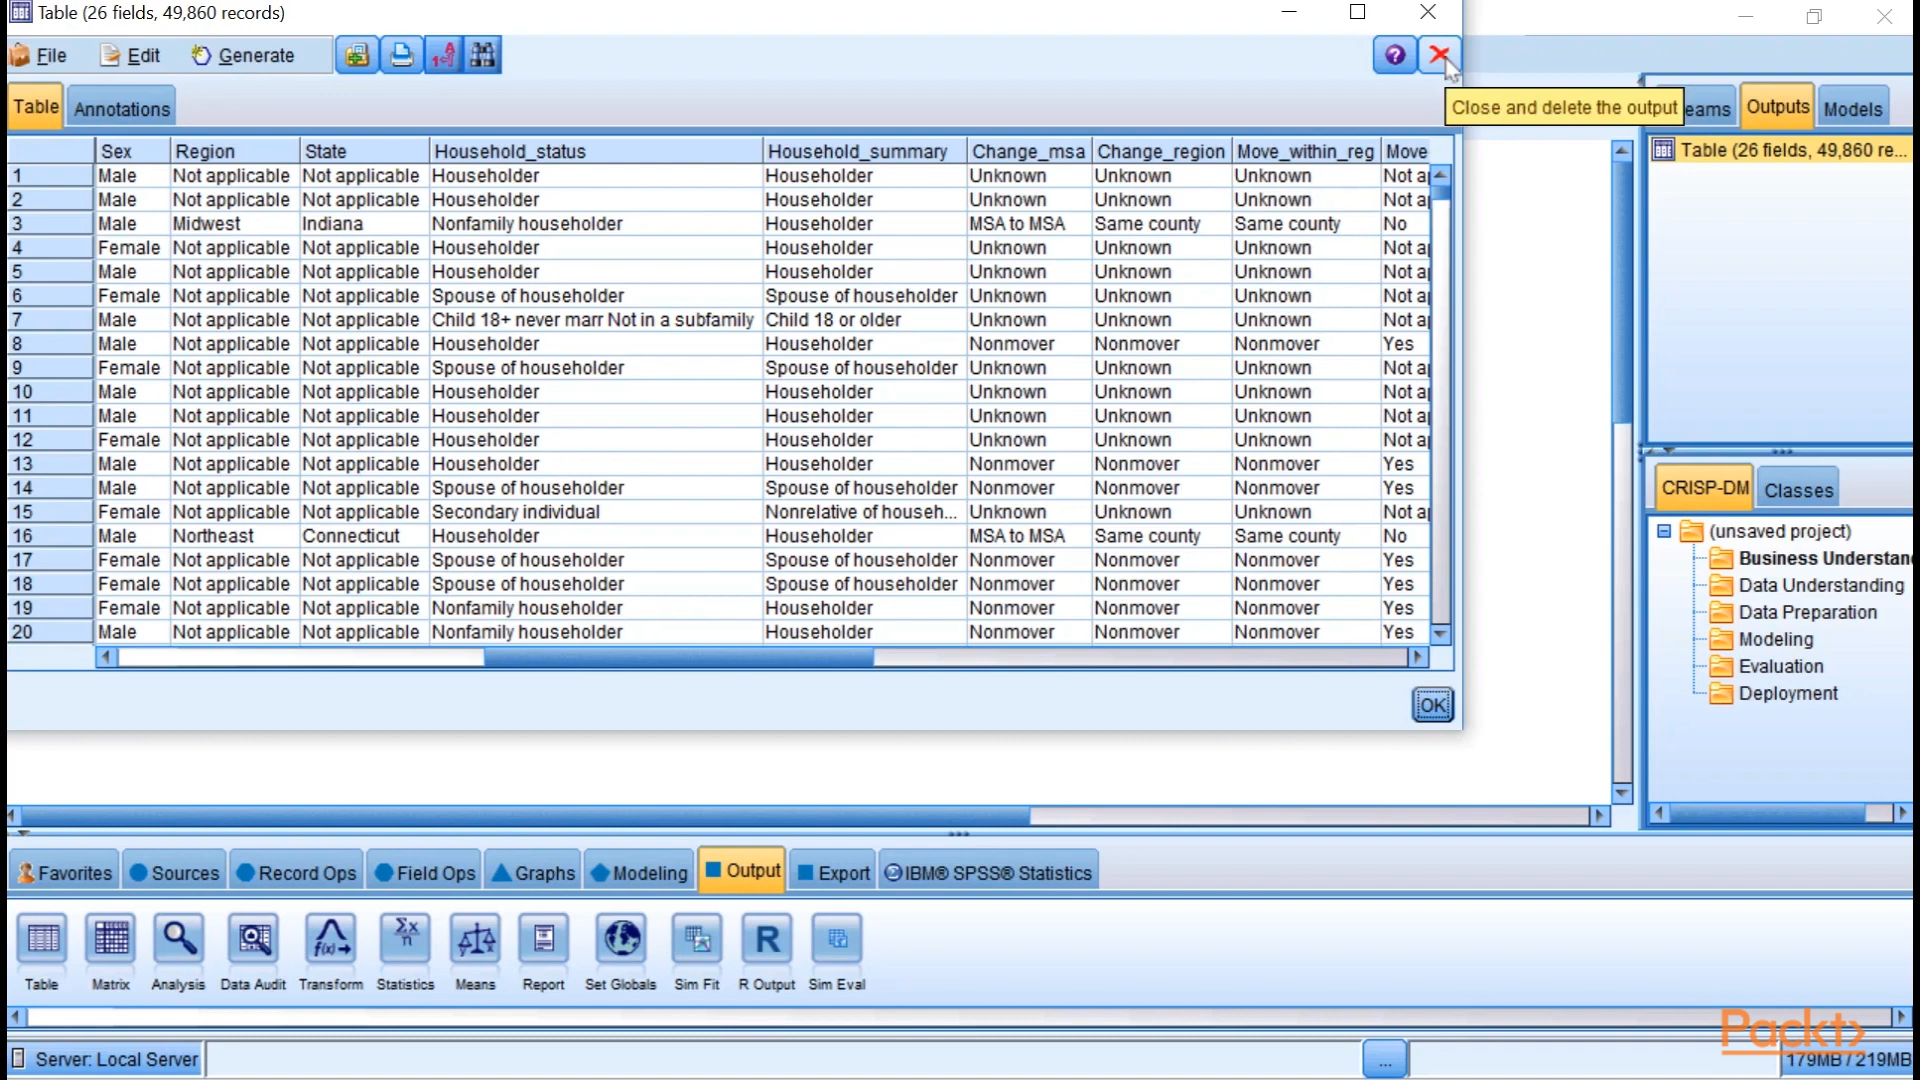 Table (26 fields, 49,860 records)
File Edit Generate
Close and delete the output
Table Annotations
eams Outputs Models
Table (26 fields, 49,860 re...
Sex Region State Household_status Household_summary Change_msa Change_region Move_within_reg Move
1 Male Not applicable Not applicable Householder Householder Unknown Unknown Unknown Not a
2 Male Not applicable Not applicable Householder Householder Unknown Unknown Unknown Not a
3 Male Midwest Indiana Nonfamily householder Householder MSA to MSA Same county Same county No
4 Female Not applicable Not applicable Householder Householder Unknown Unknown Unknown Not a
5 Male Not applicable Not applicable Householder Householder Unknown Unknown Unknown Not a
6 Female Not applicable Not applicable Spouse of householder Spouse of householder Unknown Unknown Unknown Not a
7 Male Not applicable Not applicable Child 18+ never marr Not in a subfamily Child 18 or older Unknown Unknown Unknown Not a
8 Male Not applicable Not applicable Householder Householder Nonmover Nonmover Nonmover Yes
9 Female Not applicable Not applicable Spouse of householder Spouse of householder Unknown Unknown Unknown Not a
10 Male Not applicable Not applicable Householder Householder Unknown Unknown Unknown Not a
11 Male Not applicable Not applicable Householder Householder Unknown Unknown Unknown Not a
12 Female Not applicable Not applicable Householder Householder Unknown Unknown Unknown Not a
13 Male Not applicable Not applicable Householder Householder Nonmover Nonmover Nonmover Yes
14 Male Not applicable Not applicable Spouse of householder Spouse of householder Nonmover Nonmover Nonmover Yes
15 Female Not applicable Not applicable Secondary individual Nonrelative of househ... Unknown Unknown Unknown Not a
16 Male Northeast Connecticut Householder Householder MSA to MSA Same county Same county No
17 Female Not applicable Not applicable Spouse of householder Spouse of householder Nonmover Nonmover Nonmover Yes
18 Female Not applicable Not applicable Spouse of householder Spouse of householder Nonmover Nonmover Nonmover Yes
19 Female Not applicable Not applicable Nonfamily householder Householder Nonmover Nonmover Nonmover Yes
20 Male Not applicable Not applicable Nonfamily householder Householder Nonmover Nonmover Nonmover Yes
OK
CRISP-DM Classes
(unsaved project)
Business Understan
Data Understanding
Data Preparation
Modeling
Evaluation
Deployment
Favorites Sources Record Ops Field Ops Graphs Modeling Output Export IBM® SPSS® Statistics
Table Matrix Analysis Data Audit Transform Statistics Means Report Set Globals Sim Fit R Output Sim Eval
Packt>
Server: Local Server ... 179MB / 219MB